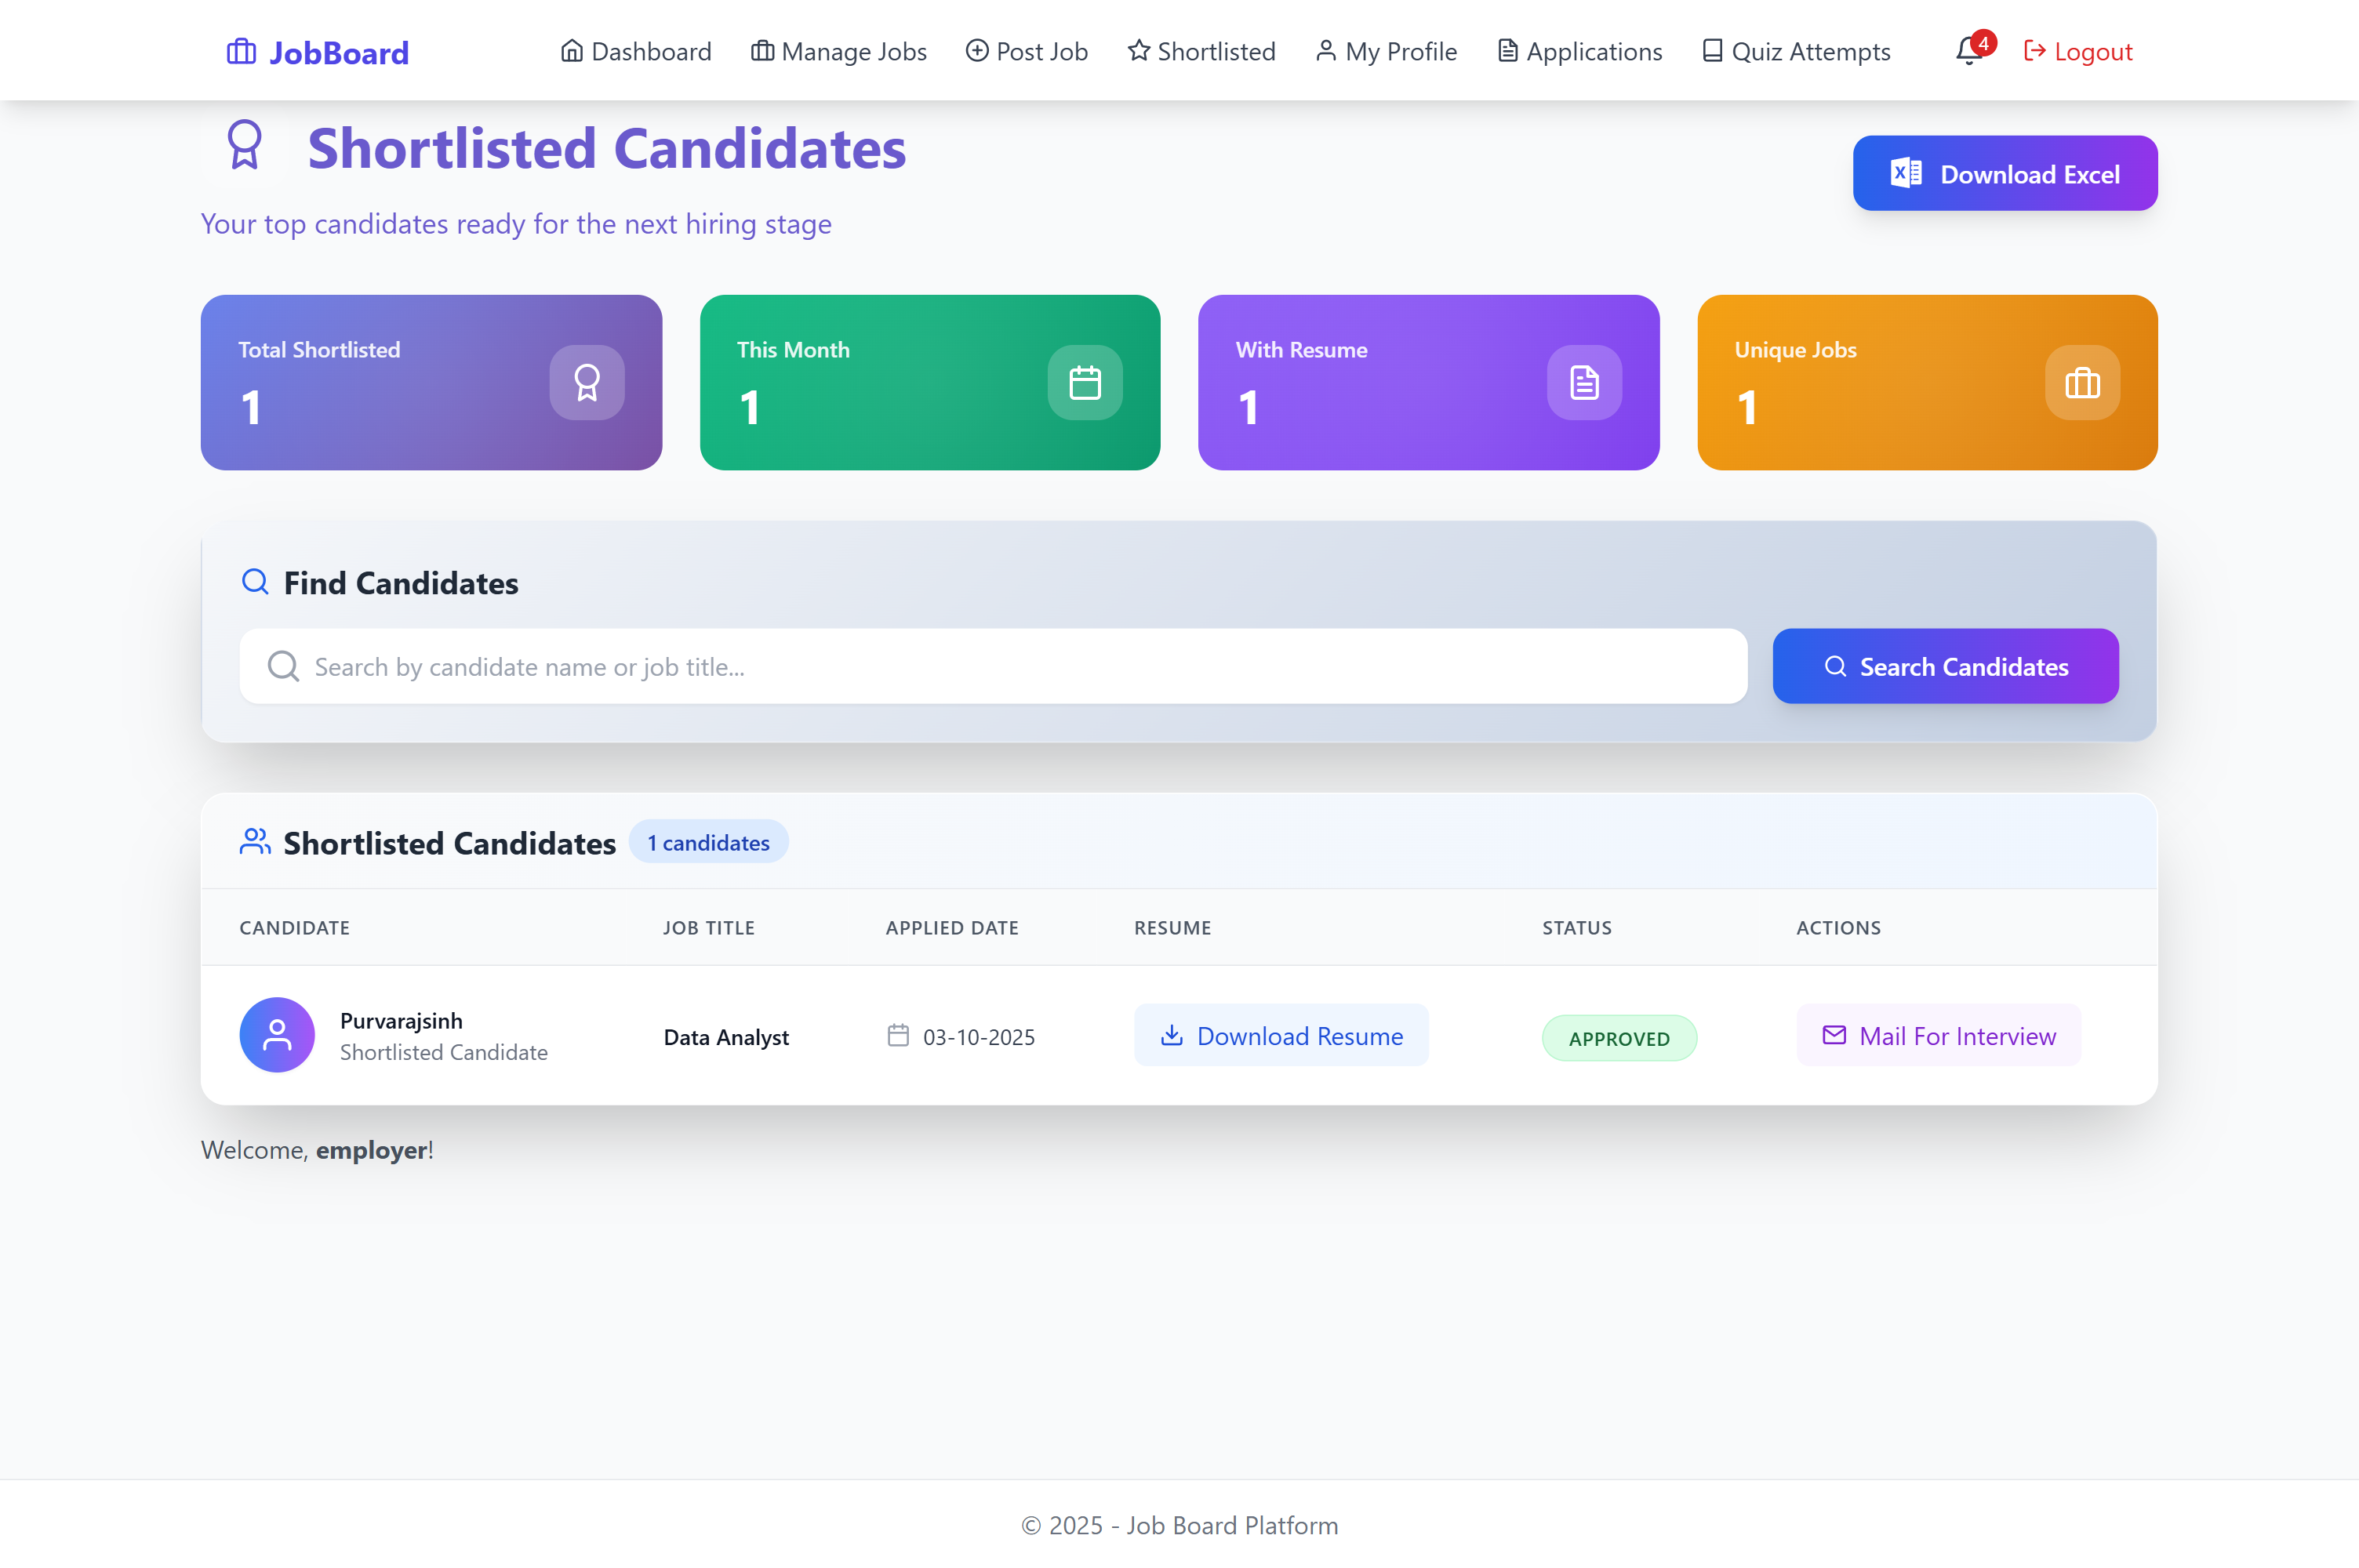 JobBoard
Dashboard
Manage Jobs
Post Job
Shortlisted
My Profile
Applications
Quiz Attempts
4
Logout
Shortlisted Candidates
Your top candidates ready for the next hiring stage
X
Download Excel
Total Shortlisted
1
This Month
1
With Resume
1
Unique Jobs
1
Find Candidates
Search by candidate name or job title...
Search Candidates
Shortlisted Candidates
1 candidates
CANDIDATE
JOB TITLE
APPLIED DATE
RESUME
STATUS
ACTIONS
Purvarajsinh
Shortlisted Candidate
Data Analyst
03-10-2025
Download Resume
APPROVED
Mail For Interview
Welcome, employer!
© 2025 - Job Board Platform